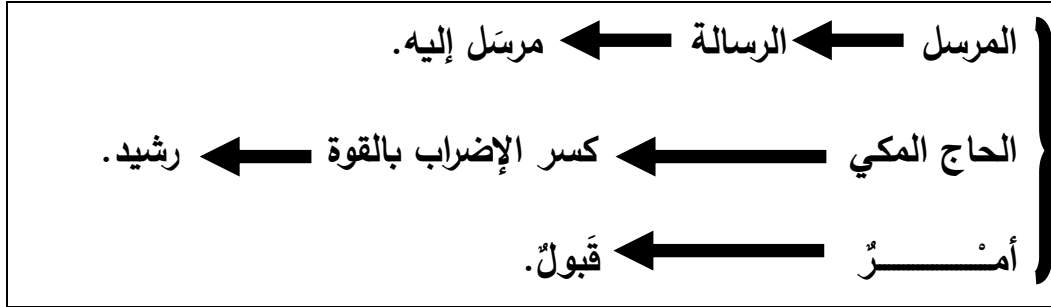 المرسل الرسالة مرسَل إليه.
الحاج المكي كسر الإضراب بالقوة رشيد.
أمْـــــــرٌ قَبولٌ.